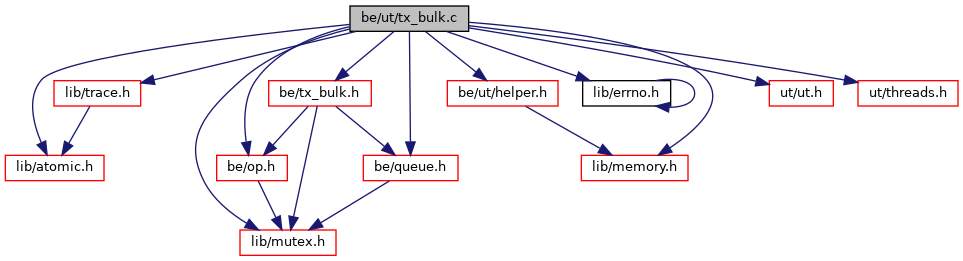 be/ut/tx_bulk.c
lib/trace.h
be/tx_bulk.h
be/ut/helper.h
lib/errno.h
ut/ut.h
ut/threads.h
lib/atomic.h
be/op.h
be/queue.h
lib/memory.h
lib/mutex.h